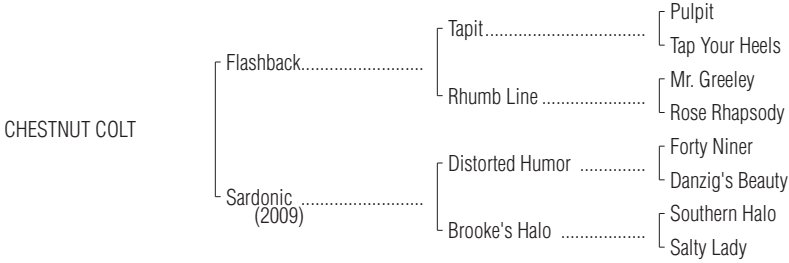 Pulpit
Tapit
Tap Your Heels
Flashback
Mr. Greeley
Rhumb Line
Rose Rhapsody
CHESTNUT COLT
Forty Niner
Distorted Humor
Danzig's Beauty
Sardonic
(2009)
Southern Halo
Brooke's Halo
Salty Lady